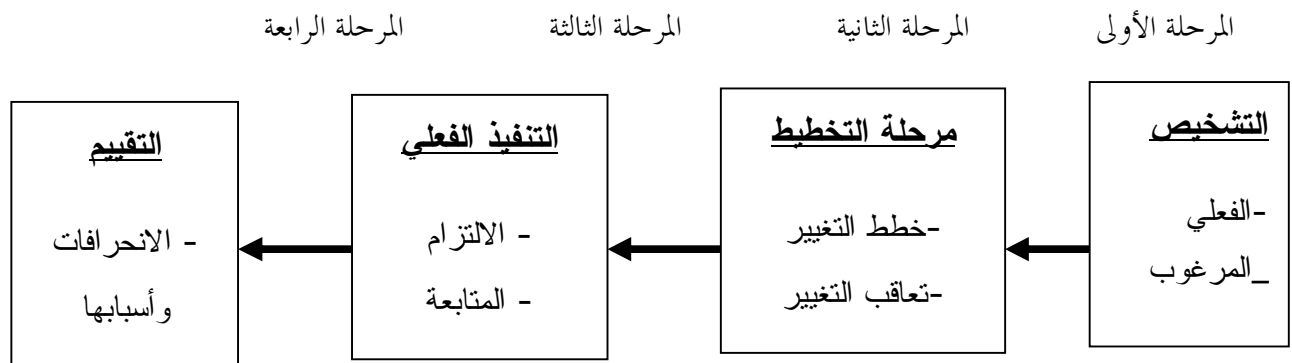 المرحلة الأولى
المرحلة الثانية
المرحلة الثالثة
المرحلة الرابعة
التشخيص
-الفعلي
_المرغوب
مرحلة التخطيط
-خطط التغيير
-تعاقب التغيير
التنفيذ الفعلي
- الالتزام
- المتابعة
التقييم
- الانحرافات
وأسبابها